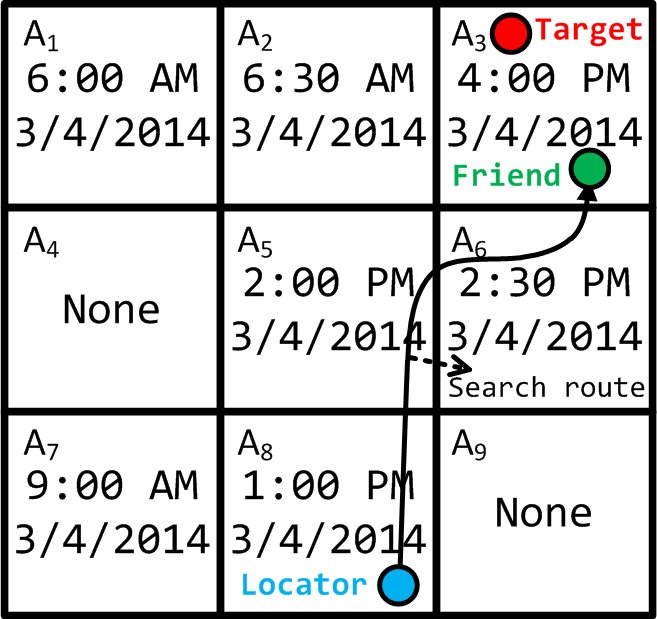 A1
6:00 AM
3/4/2014
A2
6:30 AM
3/4/2014
A3
Target
4:00 PM
3/4/2014
Friend
A4
None
A5
2:00 PM
3/4/2014
A6
2:30 PM
3/4/2014
Search route
A7
9:00 AM
3/4/2014
A8
1:00 PM
3/4/2014
Locator
A9
None